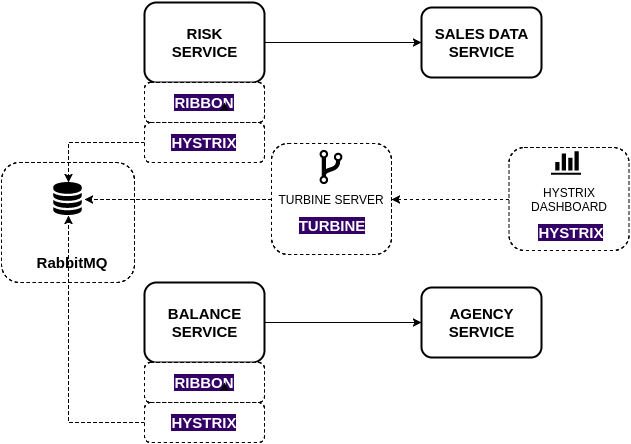 RISK
SERVICE
SALES DATA
SERVICE
RIBBON
HYSTRIX
TURBINE SERVER
TURBINE
HYSTRIX
DASHBOARD
HYSTRIX
RabbitMQ
BALANCE
SERVICE
AGENCY
SERVICE
RIBBON
HYSTRIX